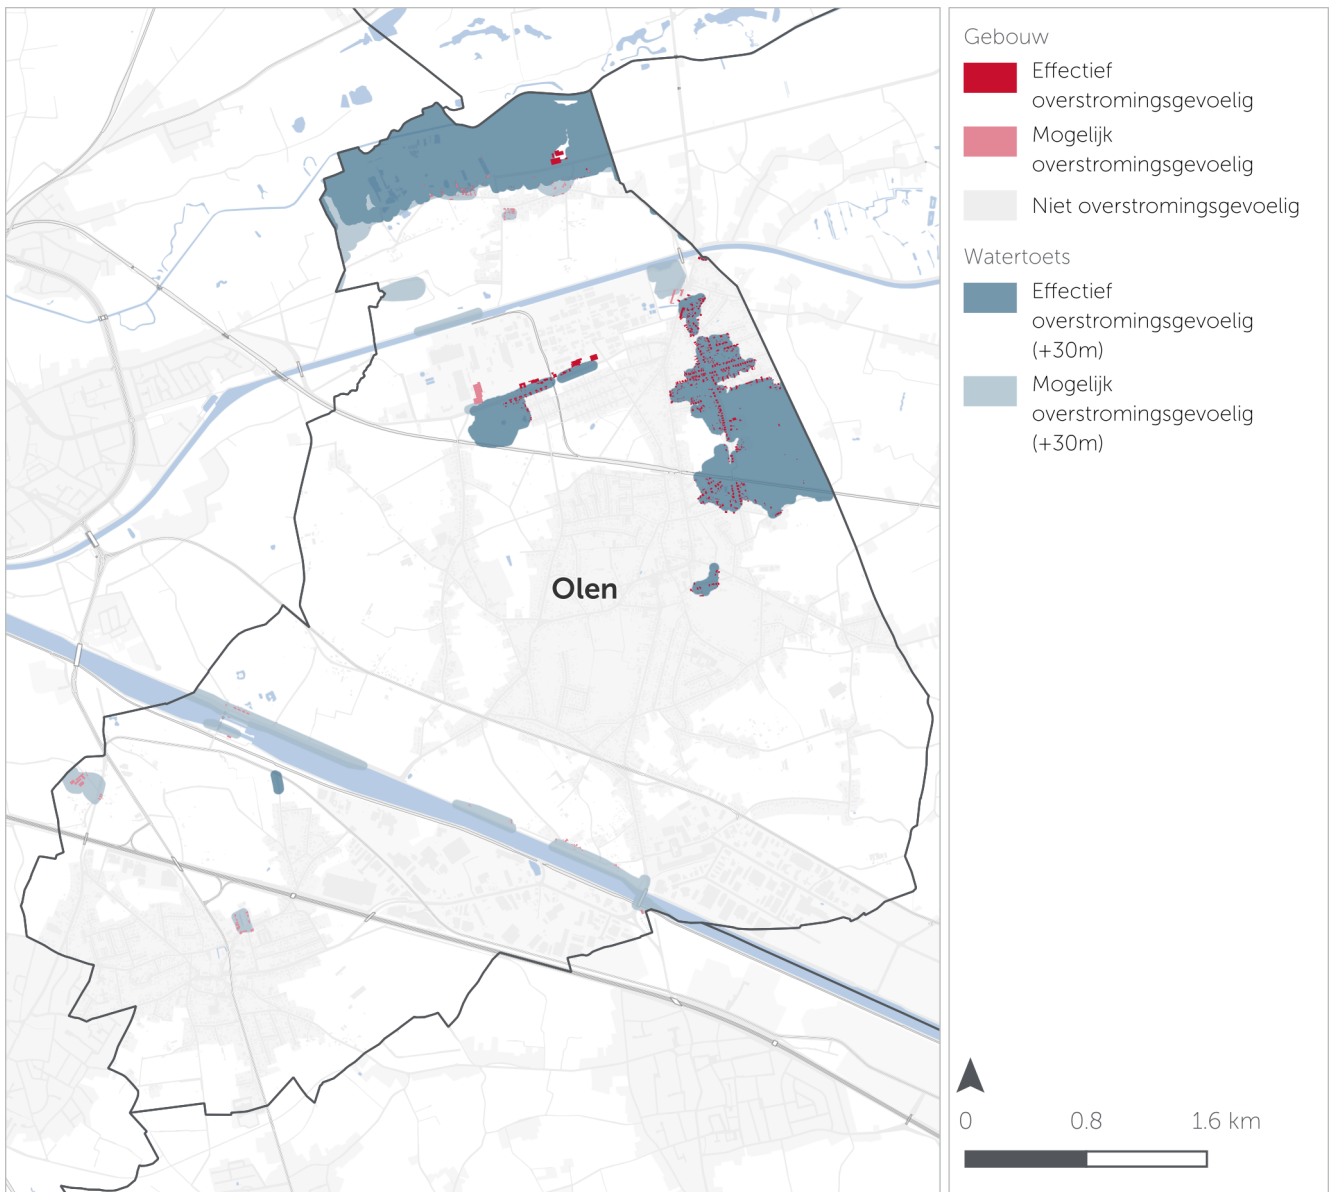 Gebouw
Effectief
overstromingsgevoelig
Mogelijk
overstromingsgevoelig
Niet overstromingsgevoelig
Watertoets
Effectief
overstromingsgevoelig
(+30m)
Mogelijk
overstromingsgevoelig
(+30m)
Olen
0 0.8 1.6 km